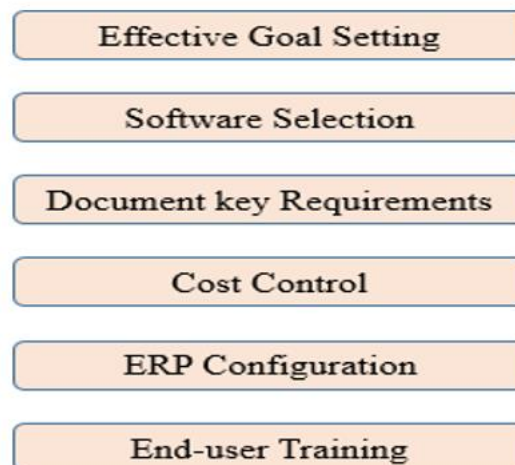 Effective Goal Setting
Software Selection
Document key Requirements
Cost Control
ERP Configuration
End-user Training